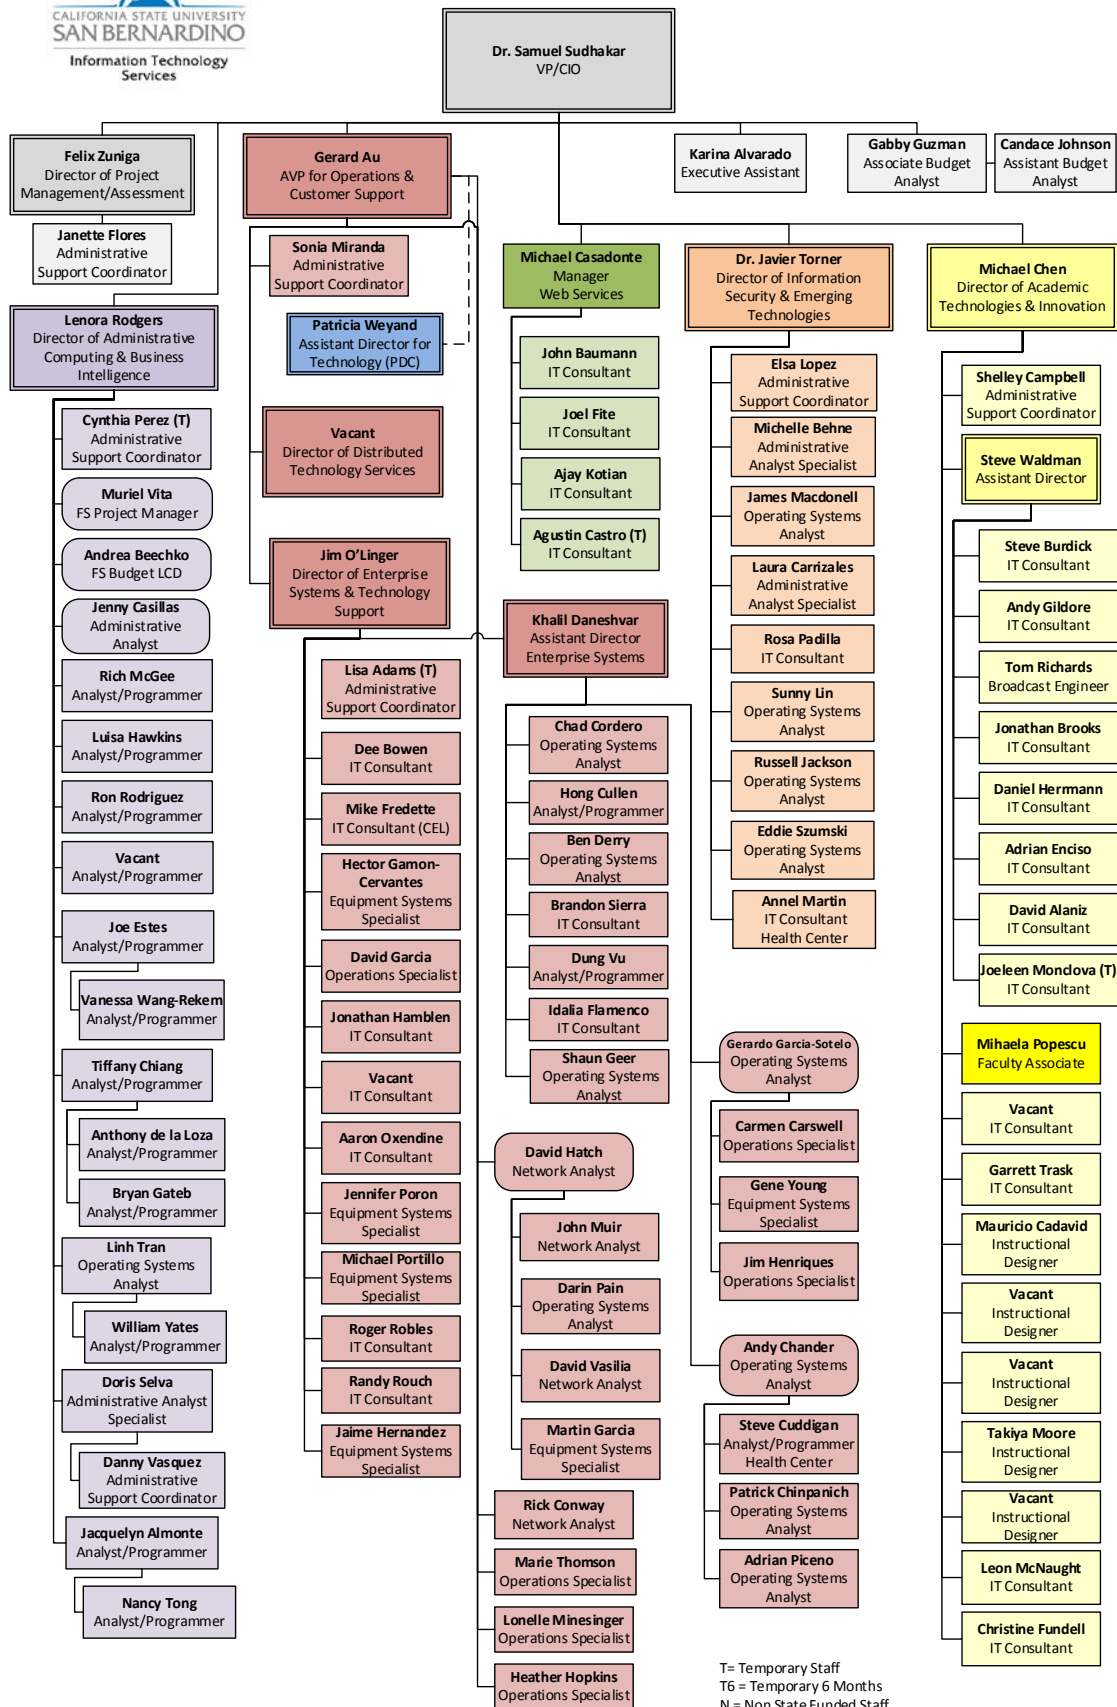 CALIFORNIA STATE UNIVERSITY
SAN BERNARDINO
Information Technology
Services
Dr. Samuel Sudhakar
VP/CIO
Felix Zuniga
Director of Project
Management/Assessment
Janette Flores
Administrative
Support Coordinator
Gerard Au
AVP for Operations &
Customer Support
Karina Alvarado
Executive Assistant
Gabby Guzman
Associate Budget
Analyst
Candace Johnson
Assistant Budget
Analyst
Lenora Rodgers
Director of Administrative
Computing & Business
Intelligence
Cynthia Perez (T)
Administrative
Support Coordinator
Muriel Vita
FS Project Manager
Andrea Beechko
FS Budget LCD
Jenny Casillas
Administrative
Analyst
Rich McGee
Analyst/Programmer
Luisa Hawkins
Analyst/Programmer
Ron Rodriguez
Analyst/Programmer
Vacant
Analyst/Programmer
Joe Estes
Analyst/Programmer
Vanessa Wang-Rekem
Analyst/Programmer
Tiffany Chiang
Analyst/Programmer
Anthony de la Loza
Analyst/Programmer
Bryan Gateb
Analyst/Programmer
Linh Tran
Operating Systems
Analyst
William Yates
Analyst/Programmer
Doris Selva
Administrative Analyst
Specialist
Danny Vasquez
Administrative
Support Coordinator
Jacquelyn Almonte
Analyst/Programmer
Nancy Tong
Analyst/Programmer
Sonia Miranda
Administrative
Support Coordinator
Patricia Weyand
Assistant Director for
Technology (PDC)
Vacant
Director of Distributed
Technology Services
Jim O'Linger
Director of Enterprise
Systems & Technology
Support
Lisa Adams (T)
Administrative
Support Coordinator
Dee Bowen
IT Consultant
Mike Fredette
IT Consultant (CEL)
Hector Gamon-
Cervantes
Equipment Systems
Specialist
David Garcia
Operations Specialist
Jonathan Hamblen
IT Consultant
Vacant
IT Consultant
Aaron Oxendine
IT Consultant
Jennifer Poron
Equipment Systems
Specialist
Michael Portillo
Equipment Systems
Specialist
Roger Robles
IT Consultant
Randy Rouch
IT Consultant
Jaime Hernandez
Equipment Systems
Specialist
Michael Casadonte
Manager
Web Services
John Baumann
IT Consultant
Joel Fite
IT Consultant
Ajay Kotian
IT Consultant
Agustin Castro (T)
IT Consultant
Khalil Daneshvar
Assistant Director
Enterprise Systems
Chad Cordero
Operating Systems
Analyst
Hong Cullen
Analyst/Programmer
Ben Derry
Operating Systems
Analyst
Brandon Sierra
IT Consultant
Dung Vu
Analyst/Programmer
Idalia Flamenco
IT Consultant
Shaun Geer
Operating Systems
Analyst
David Hatch
Network Analyst
John Muir
Network Analyst
Darin Pain
Operating Systems
Analyst
David Vasilia
Network Analyst
Martin Garcia
Equipment Systems
Specialist
Rick Conway
Network Analyst
Marie Thomson
Operations Specialist
Lonelle Minesinger
Operations Specialist
Heather Hopkins
Operations Specialist
Dr. Javier Torner
Director of Information
Security & Emerging
Technologies
Elsa Lopez
Administrative
Support Coordinator
Michelle Behne
Administrative
Analyst Specialist
James Macdonell
Operating Systems
Analyst
Laura Carrizales
Administrative
Analyst Specialist
Rosa Padilla
IT Consultant
Sunny Lin
Operating Systems
Analyst
Russell Jackson
Operating Systems
Analyst
Eddie Szumski
Operating Systems
Analyst
Annel Martin
IT Consultant
Health Center
Gerardo Garcia-Sotelo
Operating Systems
Analyst
Carmen Carswell
Operations Specialist
Gene Young
Equipment Systems
Specialist
Jim Henriques
Operations Specialist
Andy Chander
Operating Systems
Analyst
Steve Cuddigan
Analyst/Programmer
Health Center
Patrick Chinpanich
Operating Systems
Analyst
Adrian Piceno
Operating Systems
Analyst
Michael Chen
Director of Academic
Technologies & Innovation
Shelley Campbell
Administrative
Support Coordinator
Steve Waldman
Assistant Director
Steve Burdick
IT Consultant
Andy Gildore
IT Consultant
Tom Richards
Broadcast Engineer
Jonathan Brooks
IT Consultant
Daniel Herrmann
IT Consultant
Adrian Enciso
IT Consultant
David Alaniz
IT Consultant
Joeleen Monclova (T)
IT Consultant
Mihaela Popescu
Faculty Associate
Vacant
IT Consultant
Garrett Trask
IT Consultant
Mauricio Cadavid
Instructional
Designer
Vacant
Instructional
Designer
Vacant
Instructional
Designer
Takiya Moore
Instructional
Designer
Vacant
Instructional
Designer
Leon McNaught
IT Consultant
Christine Fundell
IT Consultant
T= Temporary Staff
T6 = Temporary 6 Months
N = Non State Funded Staff